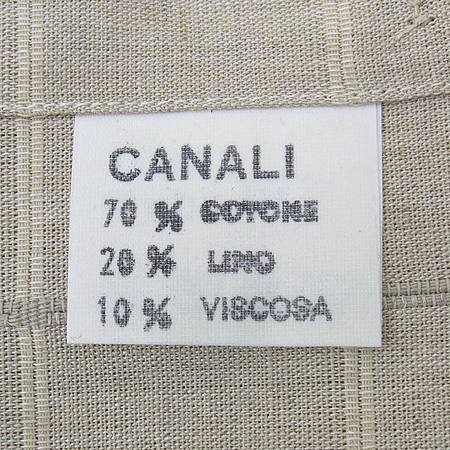 CANALI
70 % COTONE
20 % LINO
10 % VISCOSA